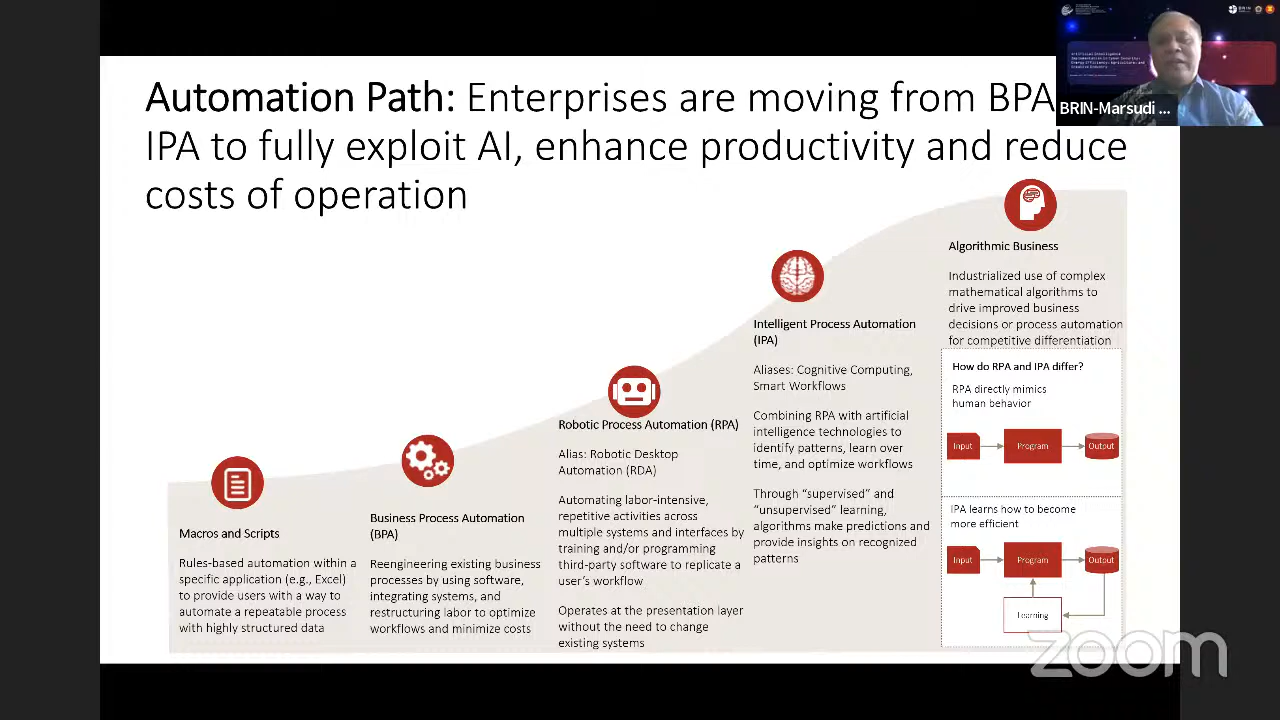 Automation Path: Enterprises are moving from BPA
IPA to fully exploit AI, enhance productivity and reduce
costs of operation
BRIN-Marsudi ...
Macros and Scripts
Rules-based automation within
specific application (e.g., Excel)
to provide users with a way to
automate a repeatable process
with highly structured data
Business Process Automation
(BPA)
existing business
processes by using software,
integrating systems, and
restructuring labor to optimize
workflows and minimize costs
Robotic Process Automation (RPA)
Alias: Robotic Desktop
Automation (RDA)
Automating labor-intensive,
repetitive activities across
multiple systems and interfaces by
training and/or programming
third-party software to replicate a
user's workflow
Operates at the presentation layer
without the need to change
existing systems
Intelligent Process Automation
(IPA)
Aliases: Cognitive Computing,
Smart Workflows
Combining RPA with artificial
intelligence technologies to
identify patterns, learn over
time, and optimize workflows
Through “supervised” and
“unsupervised” learning,
algorithms make predictions and
provide insights on recognized
patterns
Algorithmic Business
Industrialized use of complex
mathematical algorithms to
drive improved business
decisions or process automation
for competitive differentiation
How do RPA and IPA differ?
RPA directly mimics
human behavior
Input
Program
Output
IPA learns how to become
more efficient
Input
Program
Output
Learning
zoom